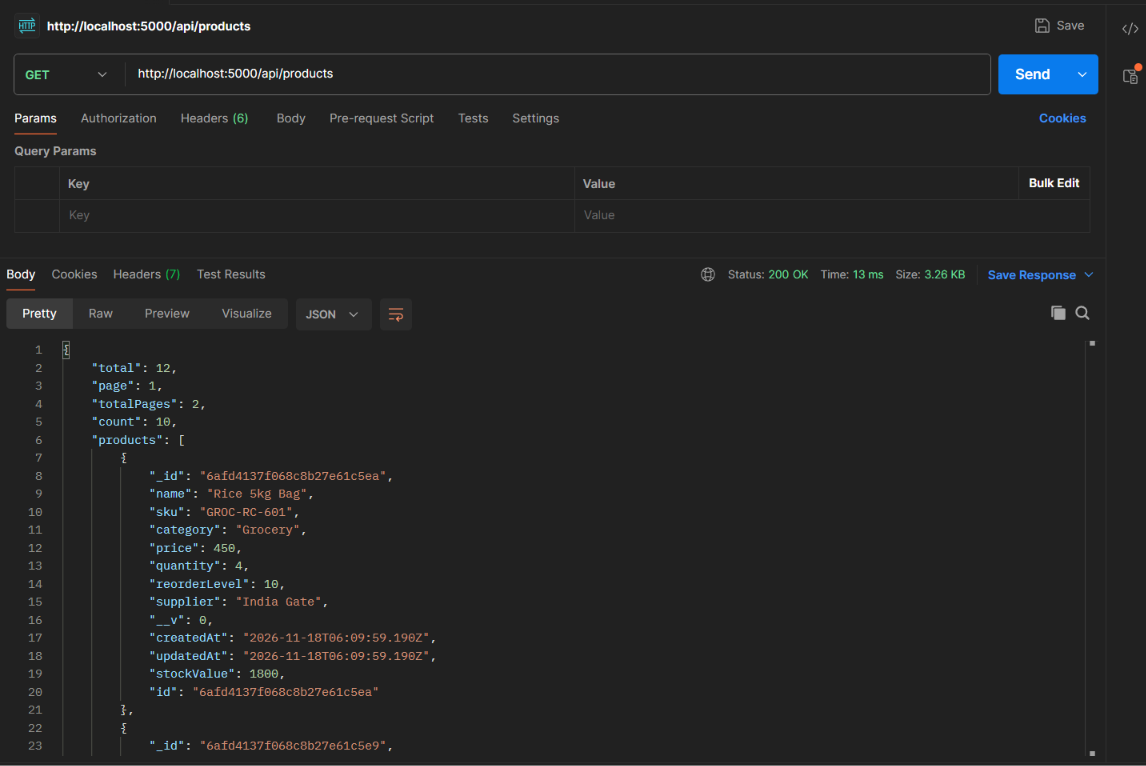 HTTP http://localhost:5000/api/products Save
GET http://localhost:5000/api/products Send
Params Authorization Headers (6) Body Pre-request Script Tests Settings Cookies
Query Params
Key Value Bulk Edit
Key Value
Body Cookies Headers (7) Test Results Status: 200 OK Time: 13 ms Size: 3.26 KB Save Response
Pretty Raw Preview Visualize JSON
1 {
2 "total": 12,
3 "page": 1,
4 "totalPages": 2,
5 "count": 10,
6 "products": [
7 {
8 "_id": "6afd4137f068c8b27e61c5ea",
9 "name": "Rice 5kg Bag",
10 "sku": "GROC-RC-601",
11 "category": "Grocery",
12 "price": 450,
13 "quantity": 4,
14 "reorderLevel": 10,
15 "supplier": "India Gate",
16 "__v": 0,
17 "createdAt": "2026-11-18T06:09:59.190Z",
18 "updatedAt": "2026-11-18T06:09:59.190Z",
19 "stockValue": 1800,
20 "id": "6afd4137f068c8b27e61c5ea"
21 },
22 {
23 "_id": "6afd4137f068c8b27e61c5e9",